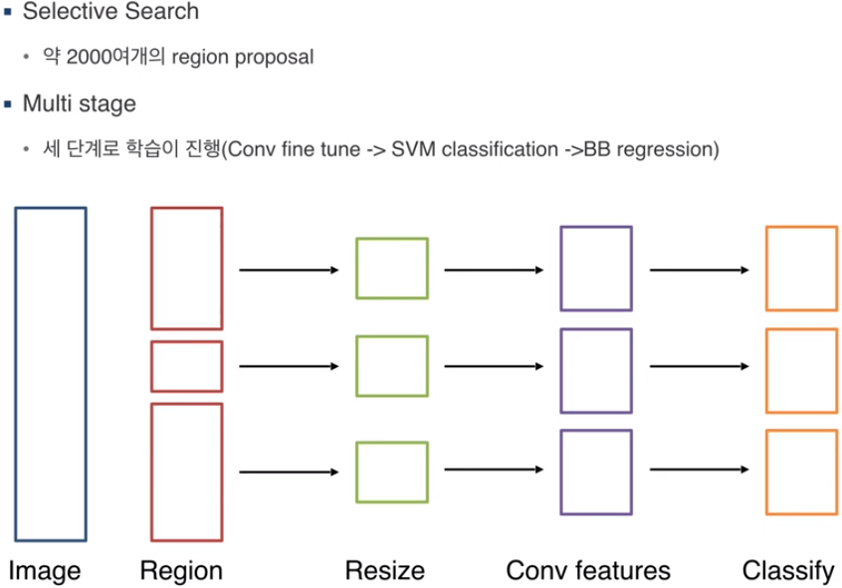 Selective Search
약 2000여개의 region proposal
Multi stage
세 단계로 학습이 진행(Conv fine tune -> SVM classification ->BB regression)
Image Region Resize Conv features Classify